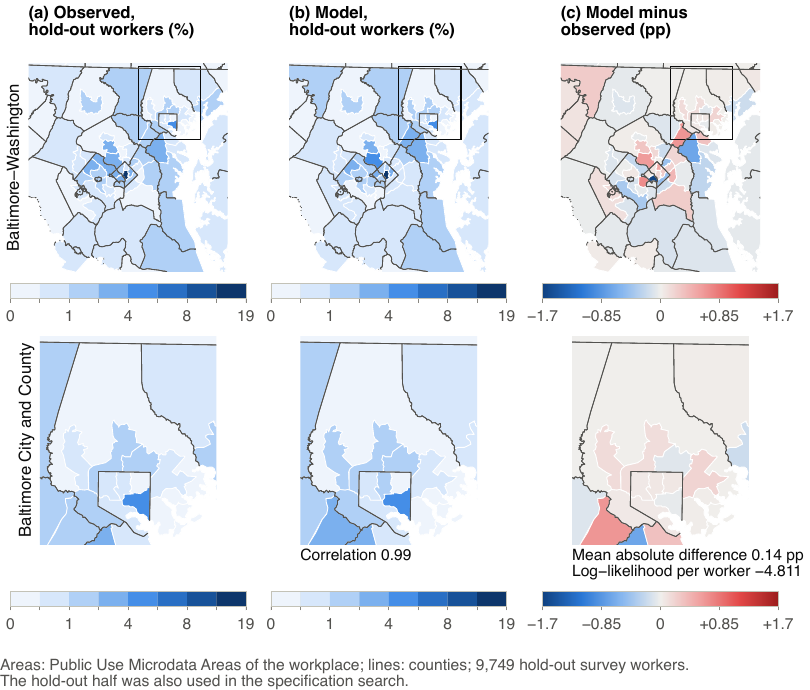 (a) Observed,
hold-out workers (%)
(b) Model,
hold-out workers (%)
(c) Model minus
observed (pp)
Baltimore−Washington
0 1 4 8 19
0 1 4 8 19
−1.7 −0.85 0 +0.85 +1.7
Baltimore City and County
Correlation 0.99
Mean absolute difference 0.14 pp
Log−likelihood per worker −4.811
0 1 4 8 19
0 1 4 8 19
−1.7 −0.85 0 +0.85 +1.7
Areas: Public Use Microdata Areas of the workplace; lines: counties; 9,749 hold-out survey workers.
The hold-out half was also used in the specification search.